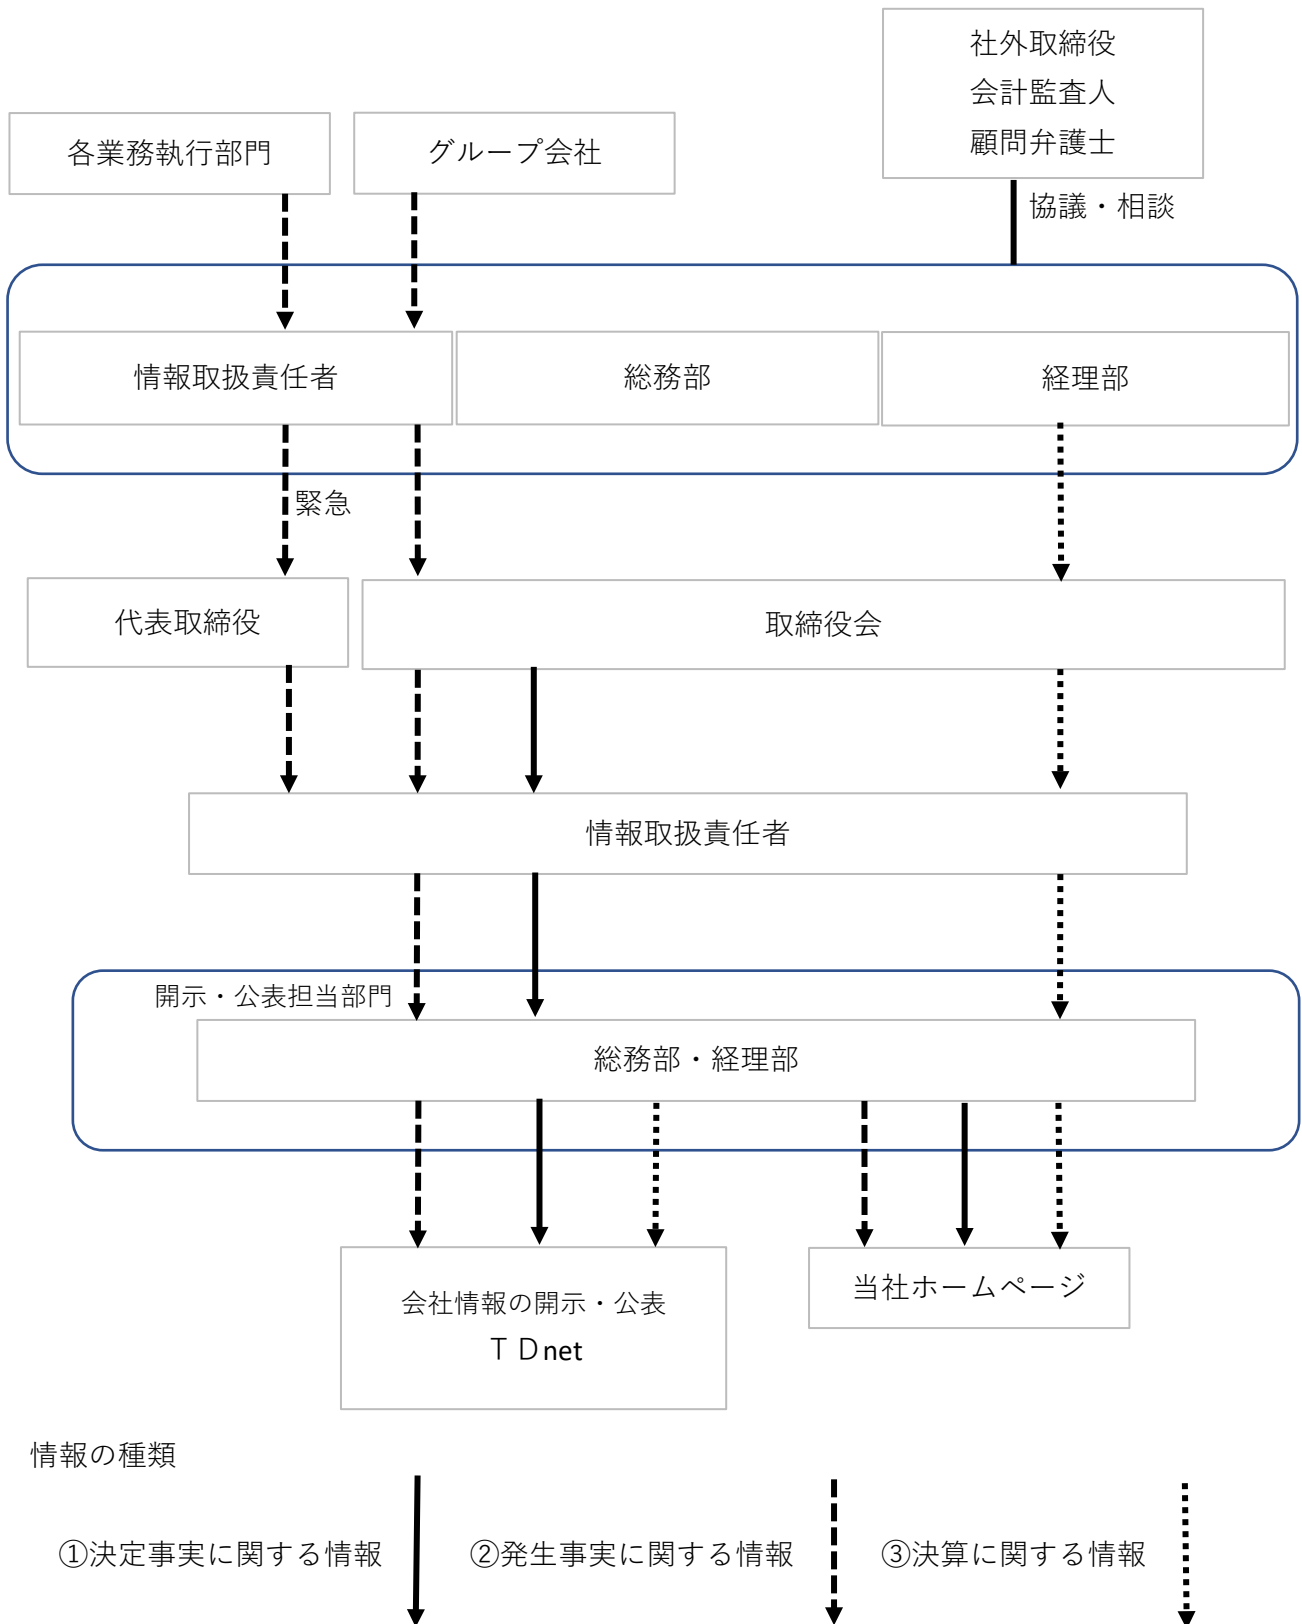 社外取締役
会計監査人
顧問弁護士
各業務執行部門
グループ会社
協議・相談
情報取扱責任者
総務部
経理部
緊急
代表取締役
取締役会
情報取扱責任者
開示・公表担当部門
総務部・経理部
会社情報の開示・公表
ＴＤnet
当社ホームページ
情報の種類
①決定事実に関する情報
②発生事実に関する情報
③決算に関する情報